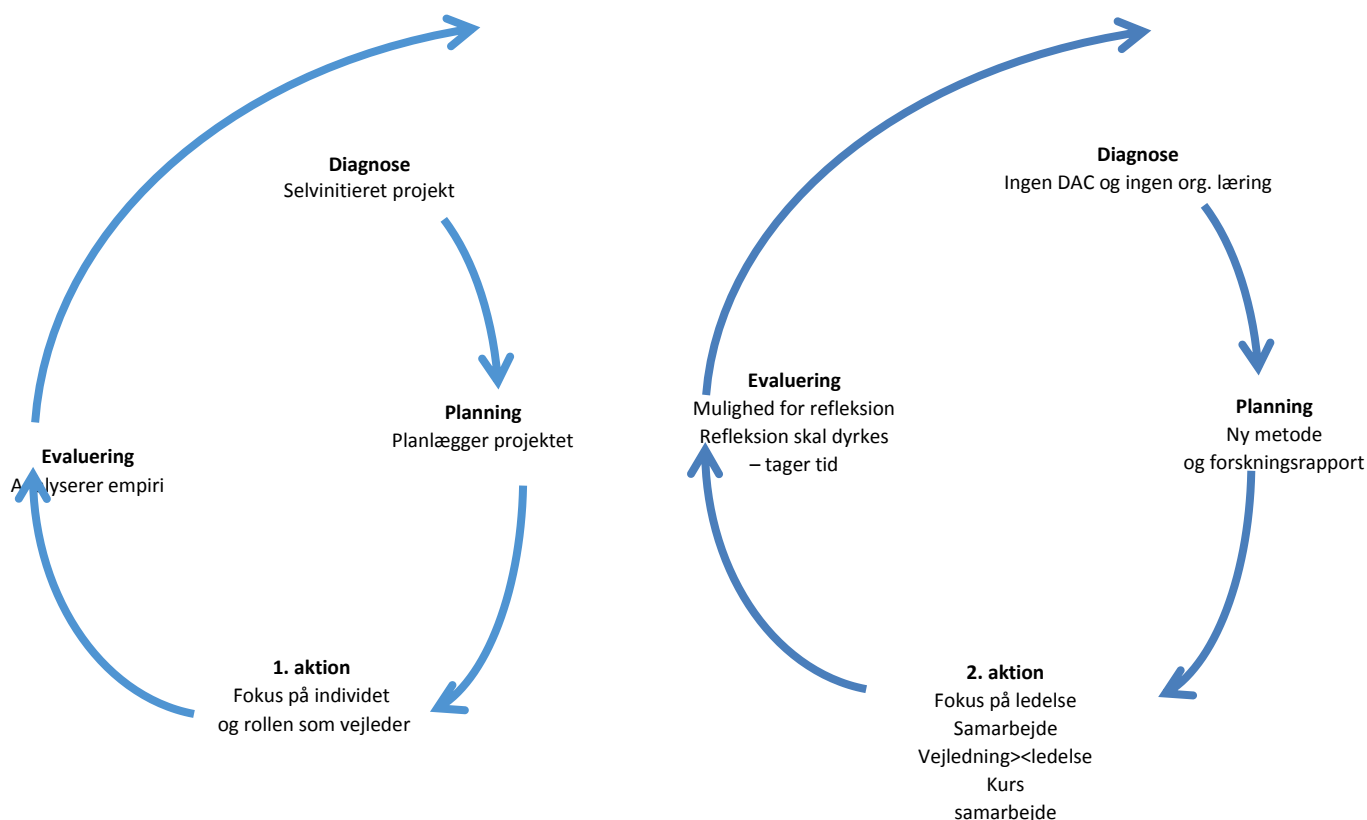 Diagnose
Selvinitieret projekt
Planning
Planlægger projektet
1. aktion
Fokus på individet
og rollen som vejleder
Evaluering
A lyserer empiri
Diagnose
Ingen DAC og ingen org. læring
Planning
Ny metode
og forskningsrapport
2. aktion
Fokus på ledelse
Samarbejde
Vejledning><ledelse
Kurs
samarbejde
Evaluering
Mulighed for refleksion
Refleksion skal dyrkes
– tager tid